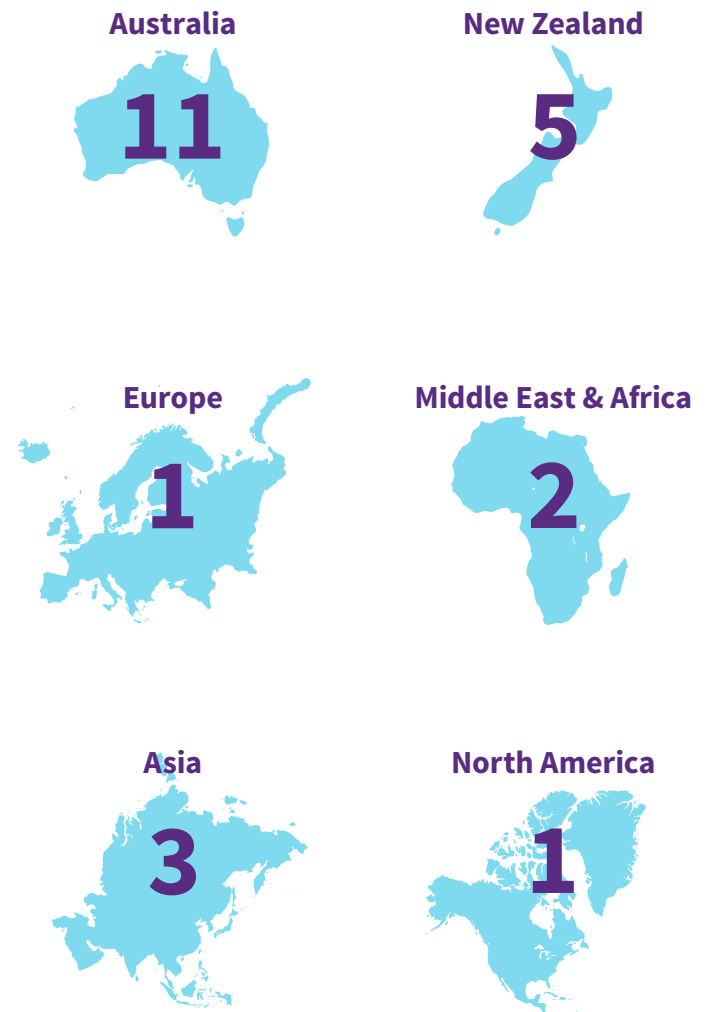 Australia
11
New Zealand
5
Europe
1
Middle East & Africa
2
Asia
3
North America
1